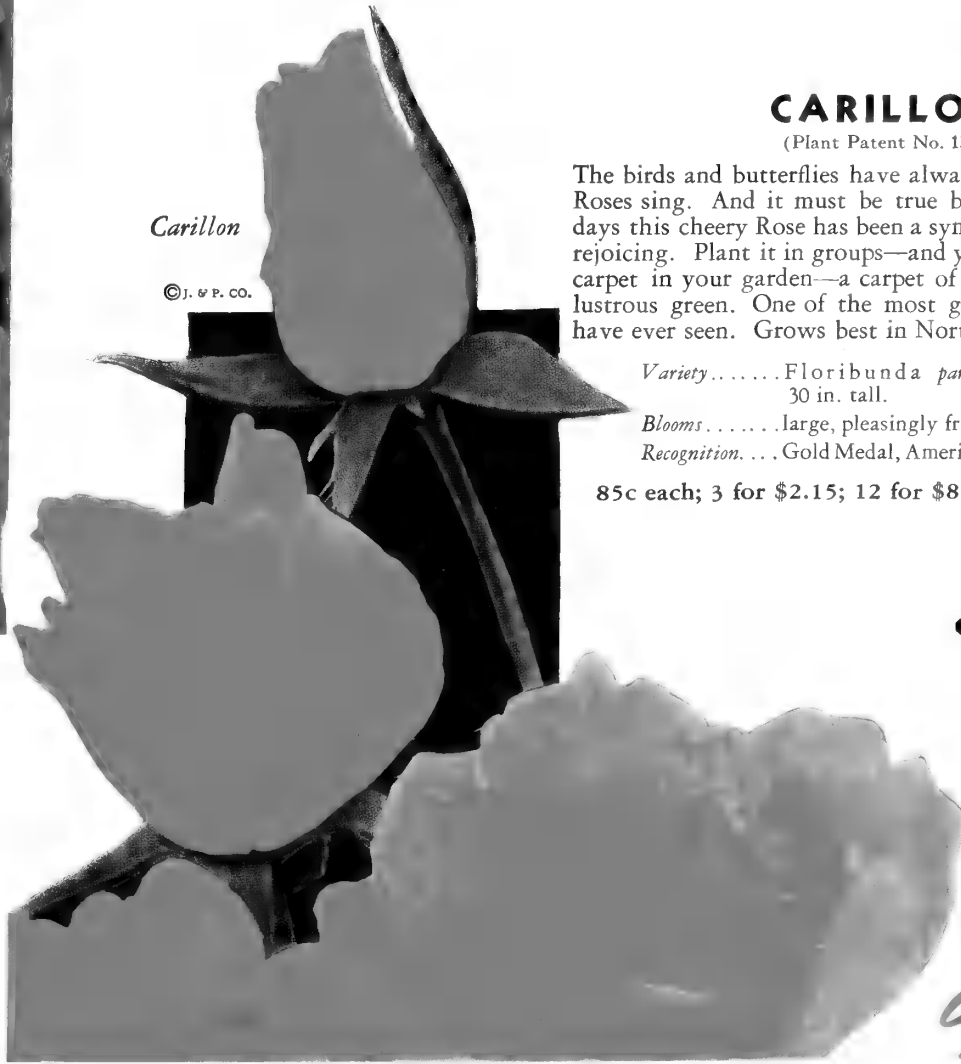 Carillon
© J. & P. CO.
CARILLO
(Plant Patent No. 1
The birds and butterflies have alwa
Roses sing. And it must be true b
days this cheery Rose has been a syn
rejoicing. Plant it in groups—and y
carpet in your garden—a carpet of
lustrous green. One of the most g
have ever seen. Grows best in Nort
Variety.......Floribunda par
30 in. tall.
Blooms.......large, pleasingly fr
Recognition....Gold Medal, Ameri
85c each; 3 for $2.15; 12 for $8